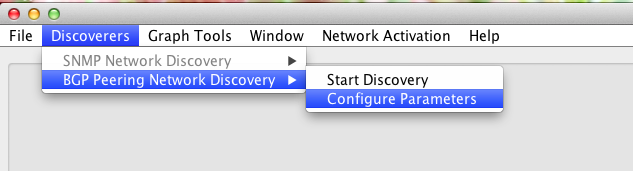 File Discoverers Graph Tools Window Network Activation Help
SNMP Network Discovery
BGP Peering Network Discovery
Start Discovery
Configure Parameters